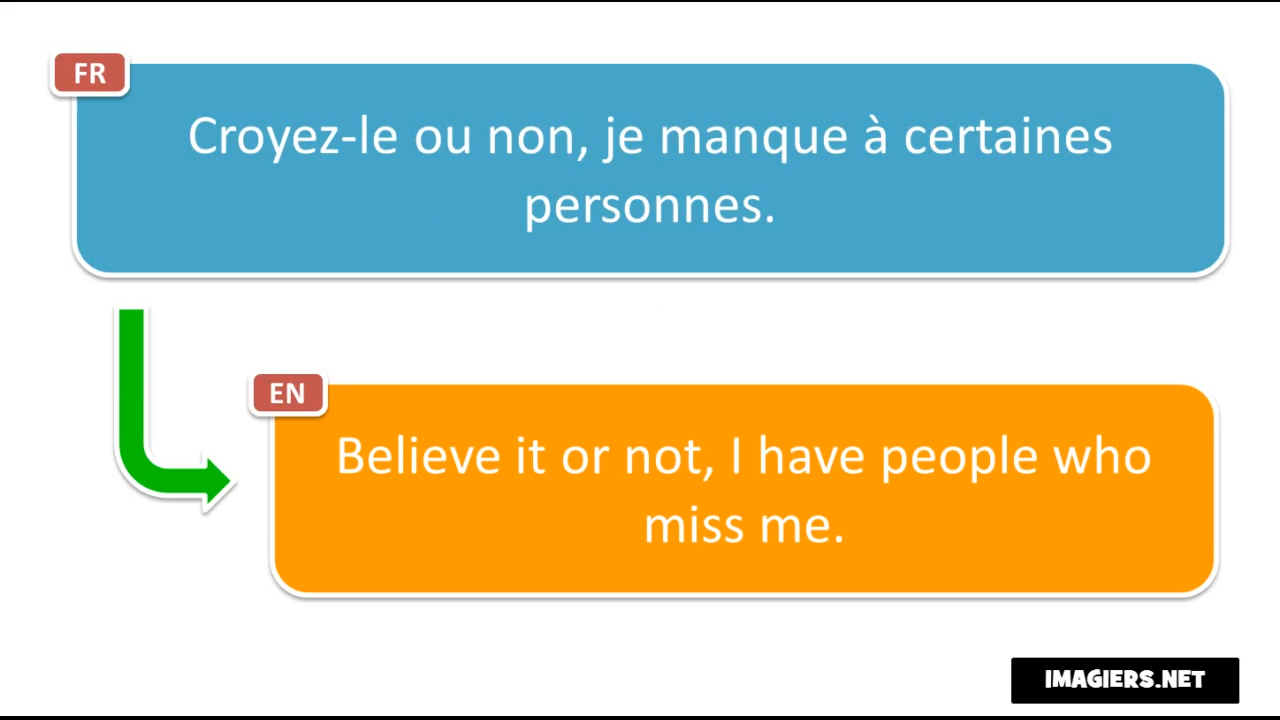 FR
Croyez-le ou non, je manque à certaines
personnes.
EN
Believe it or not, I have people who
miss me.
IMAGIERS.NET